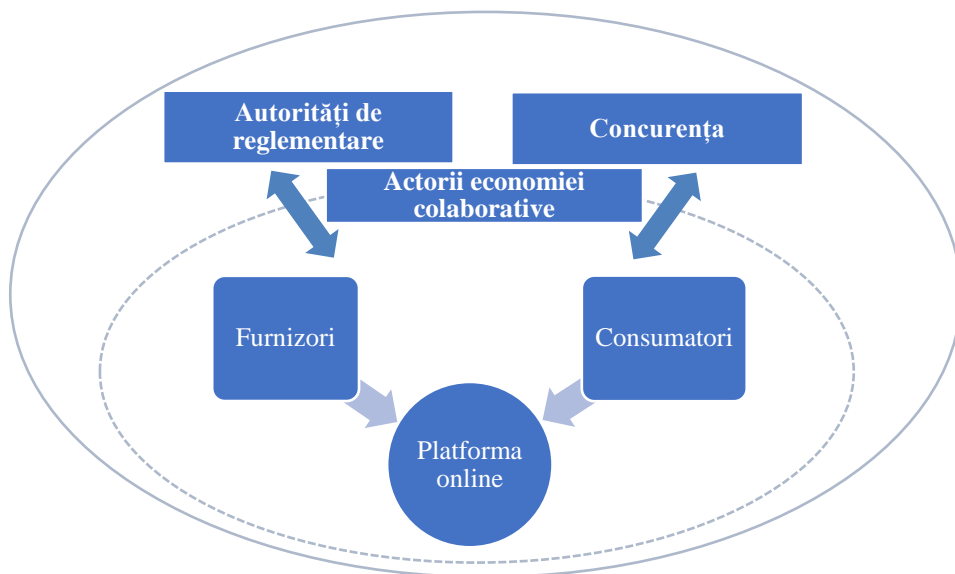 Autorități de
reglementare
Concurența
Actorii economiei
colaborative
Furnizori
Consumatori
Platforma
online